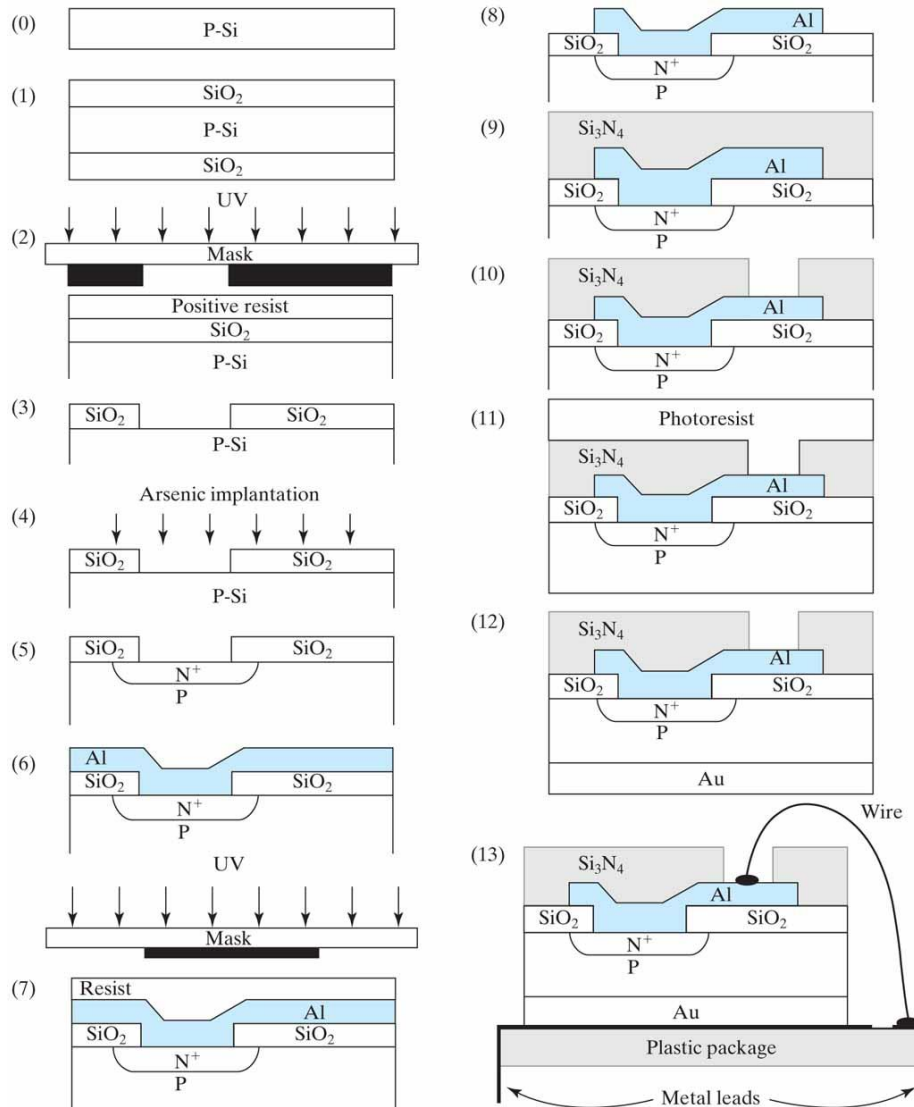 (0)
P-Si
(1)
SiO₂
P-Si
SiO₂
UV
(2)
Mask
Positive resist
SiO₂
P-Si
(3)
SiO₂ SiO₂
P-Si
Arsenic implantation
(4)
SiO₂ SiO₂
P-Si
(5)
SiO₂ SiO₂
N⁺
P
(6)
Al
SiO₂ SiO₂
N⁺
P
UV
Mask
(7)
Resist
Al
SiO₂ SiO₂
N⁺
P
(8)
Al
SiO₂ SiO₂
N⁺
P
(9)
Si₃N₄
Al
SiO₂ SiO₂
N⁺
P
(10)
Si₃N₄
Al
SiO₂ SiO₂
N⁺
P
(11)
Photoresist
Si₃N₄
Al
SiO₂ SiO₂
N⁺
P
(12)
Si₃N₄
Al
SiO₂ SiO₂
N⁺
P
Au
Wire
(13)
Si₃N₄
Al
SiO₂ SiO₂
N⁺
P
Au
Plastic package
Metal leads